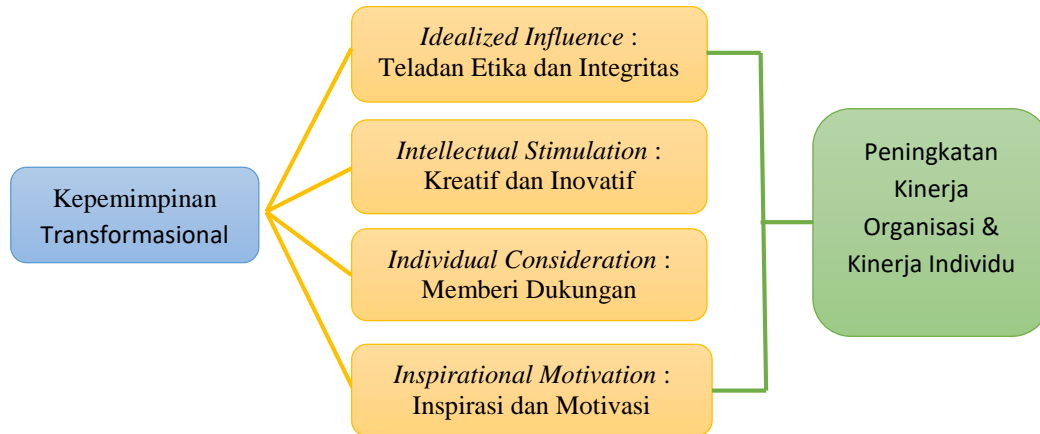 Kepemimpinan
Transformasional
Idealized Influence :
Teladan Etika dan Integritas
Intellectual Stimulation :
Kreatif dan Inovatif
Individual Consideration :
Memberi Dukungan
Inspirational Motivation :
Inspirasi dan Motivasi
Peningkatan
Kinerja
Organisasi &
Kinerja Individu